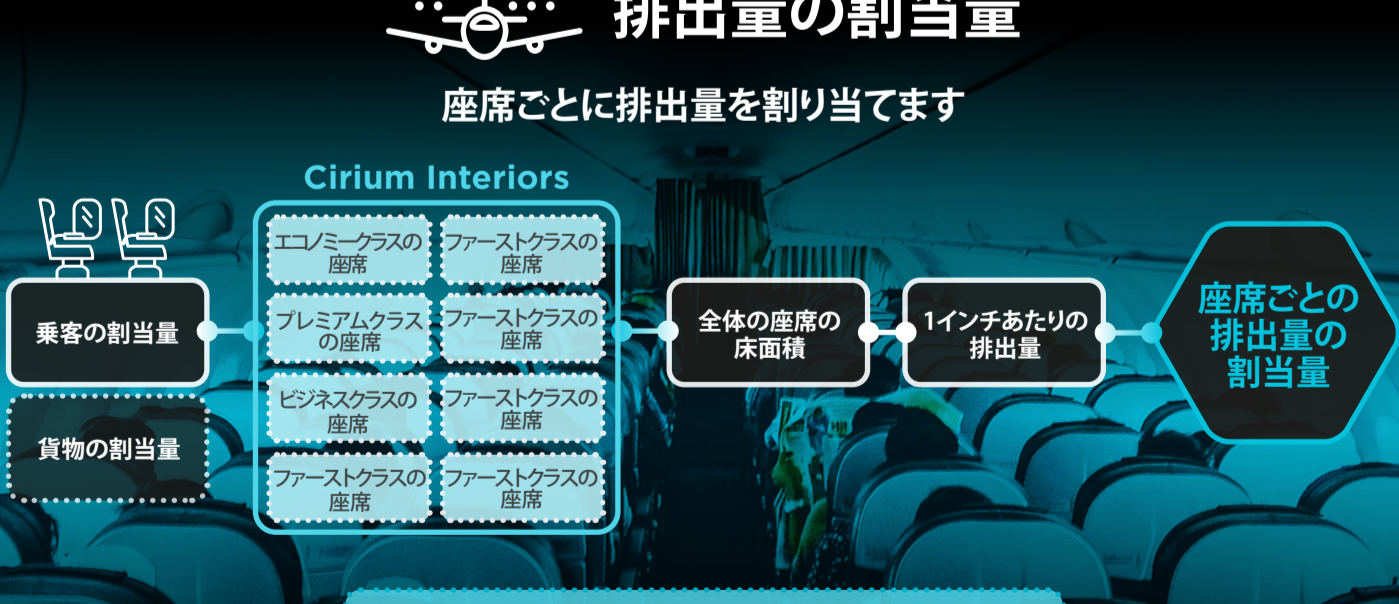 排出量の割当量
座席ごとに排出量を割り当てます
Cirium Interiors
乗客の割当量
貨物の割当量
エコノミークラスの
座席
ファーストクラスの
座席
プレミアムクラス
の座席
ファーストクラスの
座席
ビジネスクラスの
座席
ファーストクラスの
座席
ファーストクラスの
座席
ファーストクラスの
座席
全体の座席の
床面積
1インチあたりの
排出量
座席ごとの
排出量の
割当量